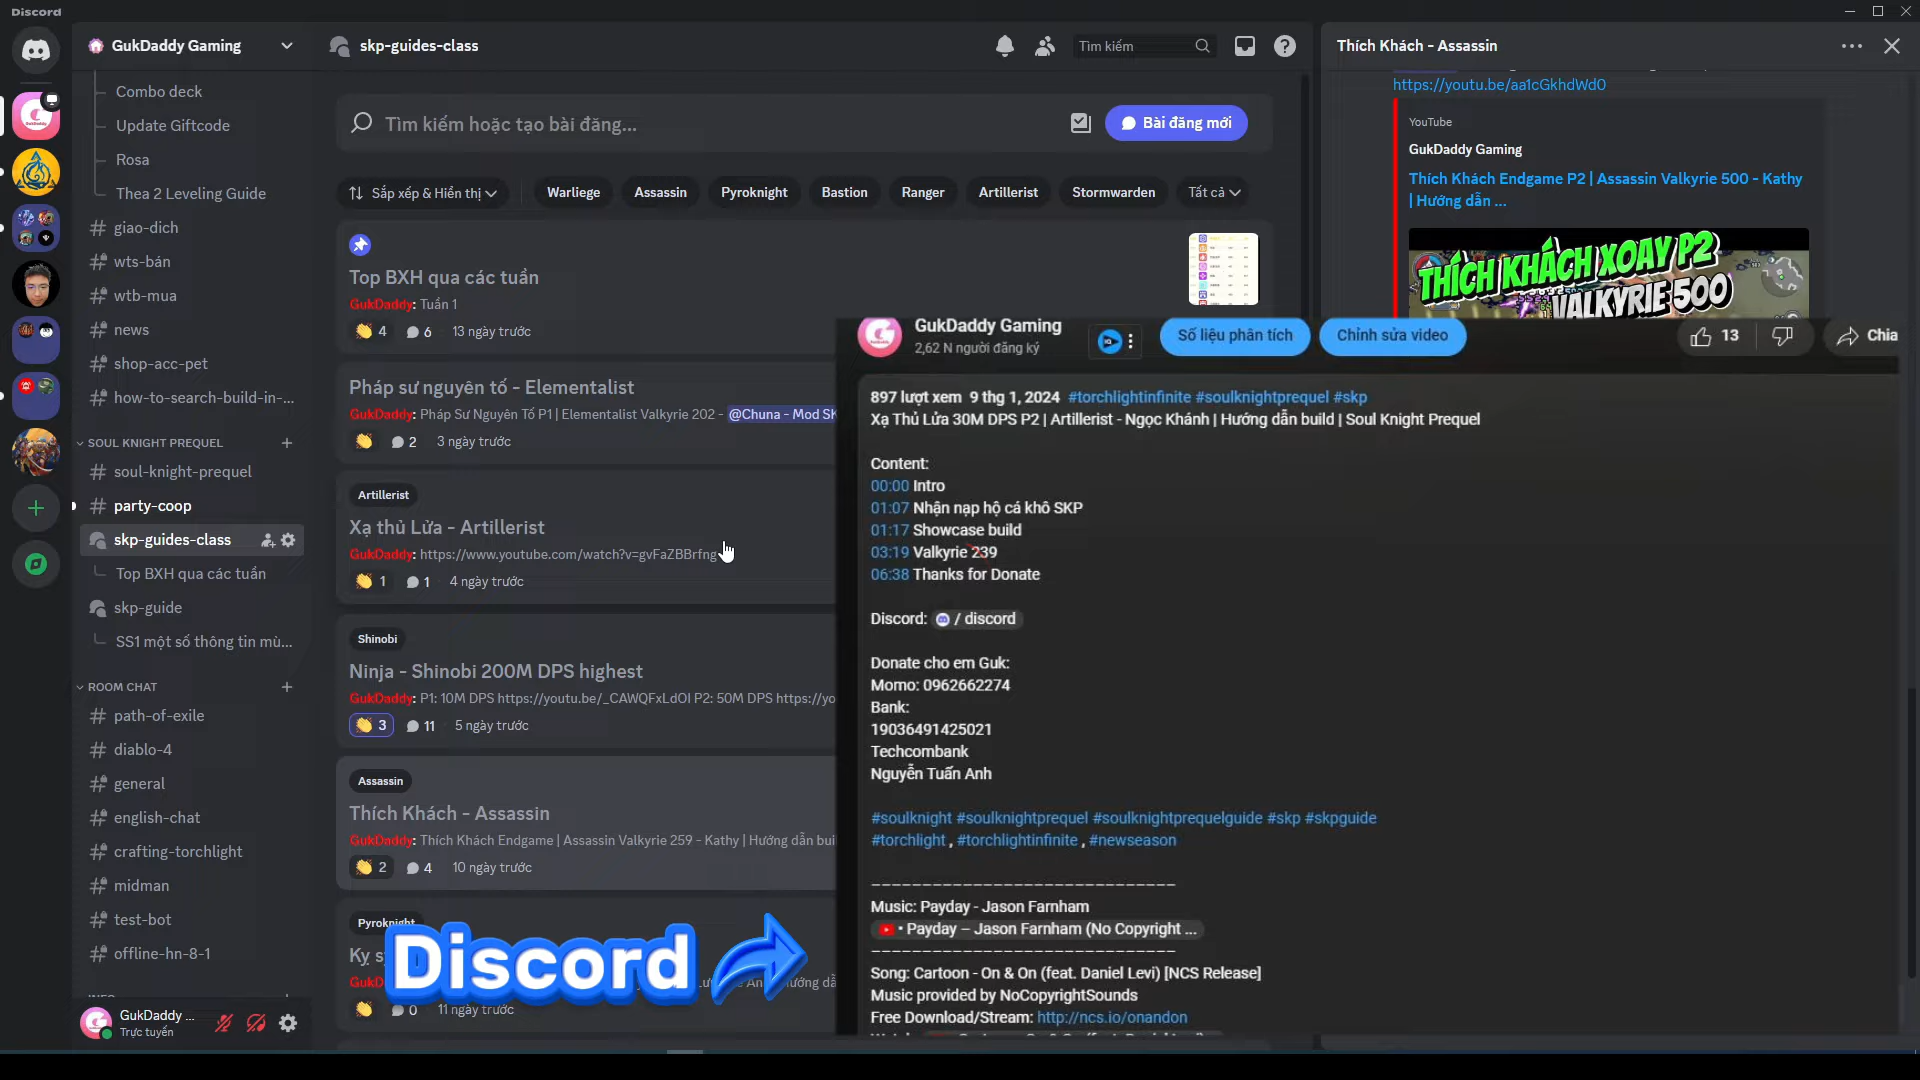 Discord
GukDaddy Gaming
Combo deck
Update Giftcode
Rosa
Thea 2 Leveling Guide
giao-dich
wts-bán
wtb-mua
news
shop-acc-pet
how-to-search-build-in-...
SOUL KNIGHT PREQUEL
soul-knight-prequel
party-coop
skp-guides-class
Top BXH qua các tuần
skp-guide
SS1 một số thông tin mù...
ROOM CHAT
path-of-exile
diablo-4
general
english-chat
crafting-torchlight
midman
test-bot
offline-hn-8-1
GukDaddy ...
Trực tuyến
skp-guides-class
Tìm kiếm
Tìm kiếm hoặc tạo bài đăng...
Bài đăng mới
Sắp xếp & Hiển thị
Warliege
Assassin
Pyroknight
Bastion
Ranger
Artillerist
Stormwarden
Tất cả
Top BXH qua các tuần
GukDaddy: Tuần 1
4 6 13 ngày trước
Pháp sư nguyên tố - Elementalist
GukDaddy: Pháp Sư Nguyên Tố P1 | Elementalist Valkyrie 202 - @Chuna - Mod SK
2 3 ngày trước
Artillerist
Xạ thủ Lửa - Artillerist
GukDaddy: https://www.youtube.com/watch?v=gvFaZBBrfng
1 1 4 ngày trước
Shinobi
Ninja - Shinobi 200M DPS highest
GukDaddy: P1: 10M DPS https://youtu.be/_CAWQFxLdOI P2: 50M DPS https://yo
3 11 5 ngày trước
Assassin
Thích Khách - Assassin
GukDaddy: Thích Khách Endgame | Assassin Valkyrie 259 - Kathy | Hướng dẫn bui
2 4 10 ngày trước
Pyroknight
Kỵ s
Discord
0 11 ngày trước
Thích Khách - Assassin
https://youtu.be/aa1cGkhdWd0
YouTube
GukDaddy Gaming
Thích Khách Endgame P2 | Assassin Valkyrie 500 - Kathy
| Hướng dẫn ...
THÍCH KHÁCH XOAY P2
VALKYRIE 500
GukDaddy Gaming
2,62 N người đăng ký
Số liệu phân tích
Chỉnh sửa video
13
Chia
897 lượt xem 9 thg 1, 2024 #torchlightinfinite #soulknightprequel #skp
Xạ Thủ Lửa 30M DPS P2 | Artillerist - Ngọc Khánh | Hướng dẫn build | Soul Knight Prequel
Content:
00:00 Intro
01:07 Nhận nạp hộ cá khô SKP
01:17 Showcase build
03:19 Valkyrie 239
06:38 Thanks for Donate
Discord: / discord
Donate cho em Guk:
Momo: 0962662274
Bank:
19036491425021
Techcombank
Nguyễn Tuấn Anh
#soulknight #soulknightprequel #soulknightprequelguide #skp #skpguide
#torchlight , #torchlightinfinite , #newseason
------------------------------
Music: Payday - Jason Farnham
• Payday – Jason Farnham (No Copyright ...
------------------------------
Song: Cartoon - On & On (feat. Daniel Levi) [NCS Release]
Music provided by NoCopyrightSounds
Free Download/Stream: http://ncs.io/onandon